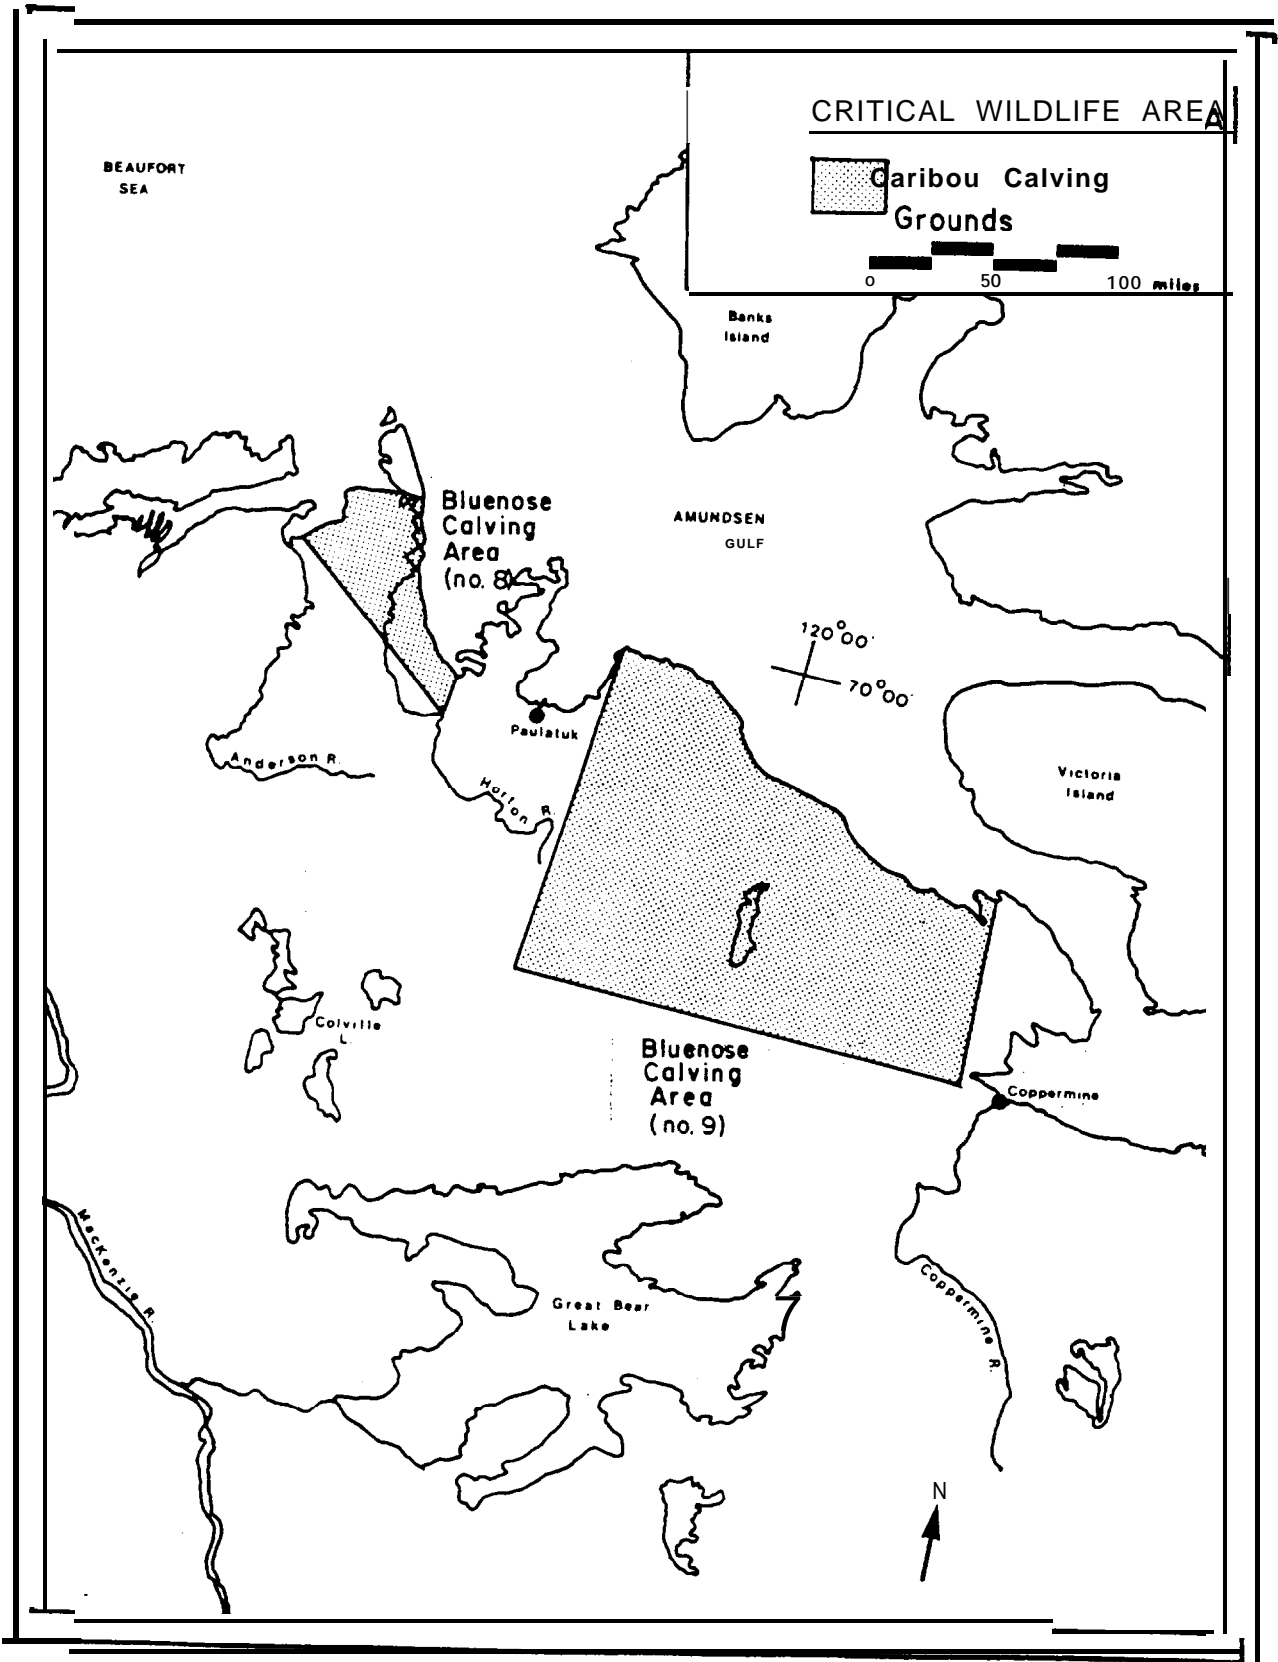 CRITICAL WILDLIFE AREA
Caribou Calving
Grounds
0 50 100 miles
BEAUFORT
SEA
Banks
Island
Bluenose
Calving
Area
(no. 8)
AMUNDSEN
GULF
120°00'
70°00'
Paulatuk
Anderson R.
Horton R.
Victoria
Island
Colville
L.
Bluenose
Calving
Area
(no. 9)
Coppermine
MacKenzie R.
Great Bear
Lake
Coppermine R.
N